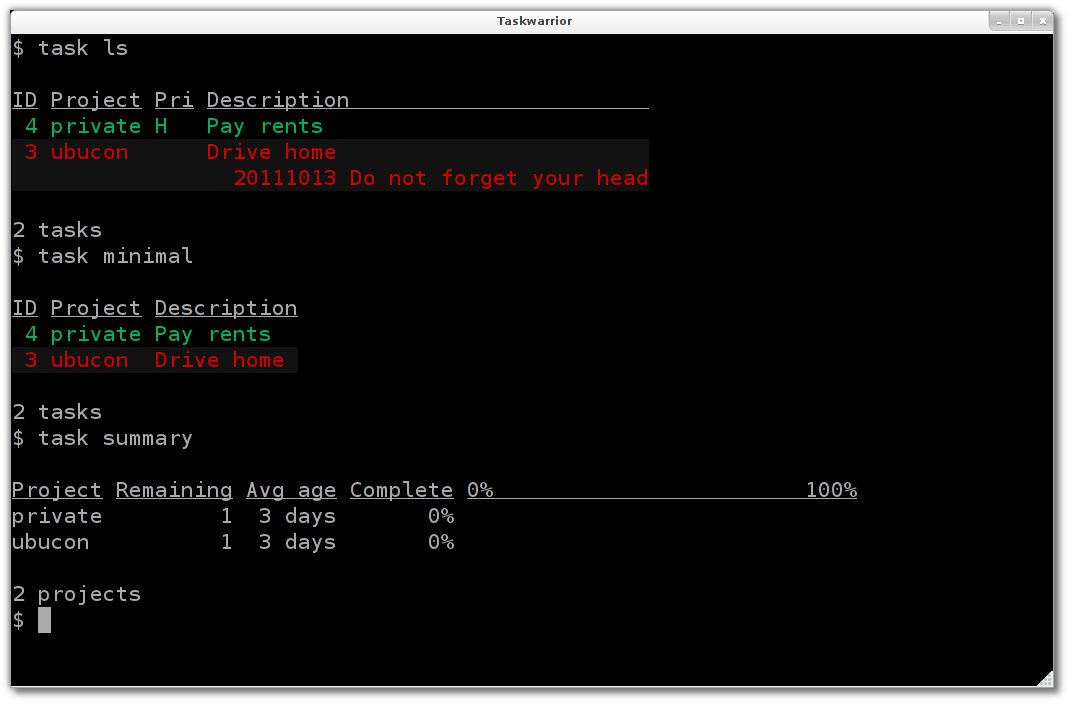 Taskwarrior
$ task ls
ID Project Pri Description
4 private H Pay rents
3 ubucon Drive home
20111013 Do not forget your head
2 tasks
$ task minimal
ID Project Description
4 private Pay rents
3 ubucon Drive home
2 tasks
$ task summary
Project Remaining Avg age Complete 0% 100%
private 1 3 days 0%
ubucon 1 3 days 0%
2 projects
$